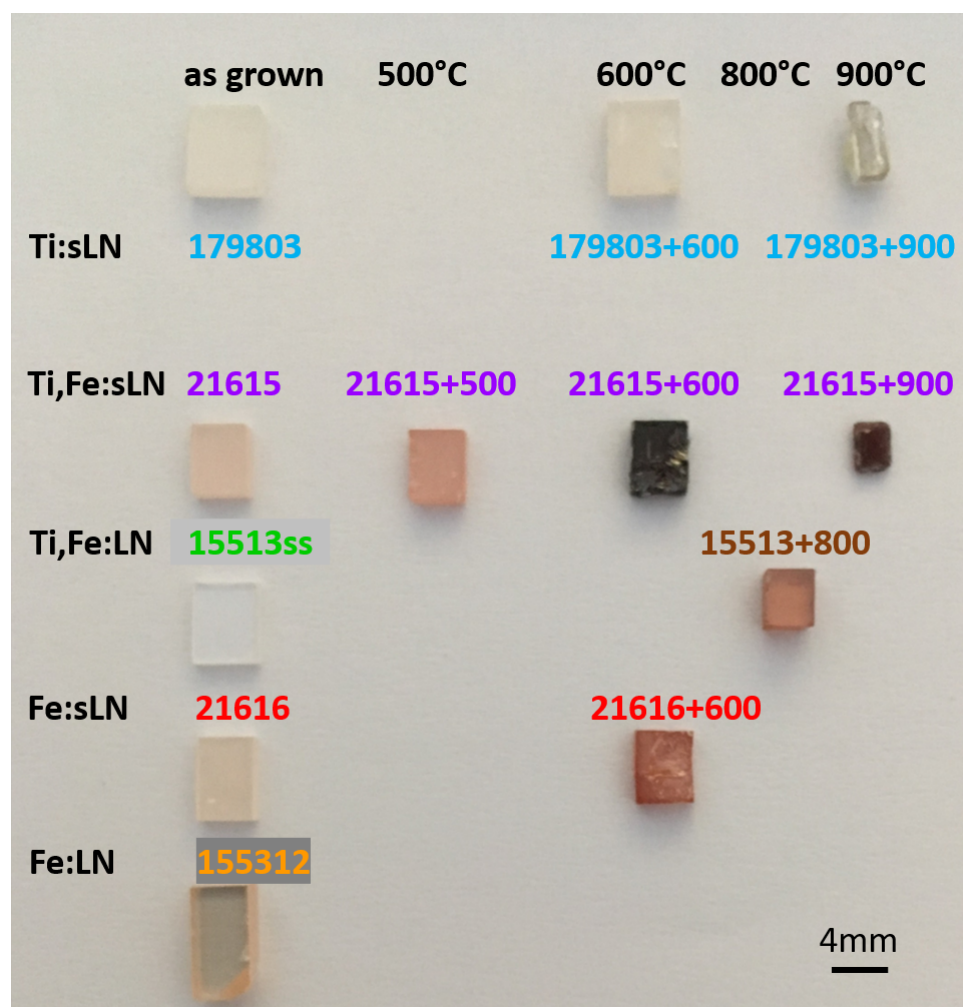 as grown 500°C 600°C 800°C 900°C
Ti:sLN 179803 179803+600 179803+900
Ti,Fe:sLN 21615 21615+500 21615+600 21615+900
Ti,Fe:LN 15513ss 15513+800
Fe:sLN 21616 21616+600
Fe:LN 155312
4mm